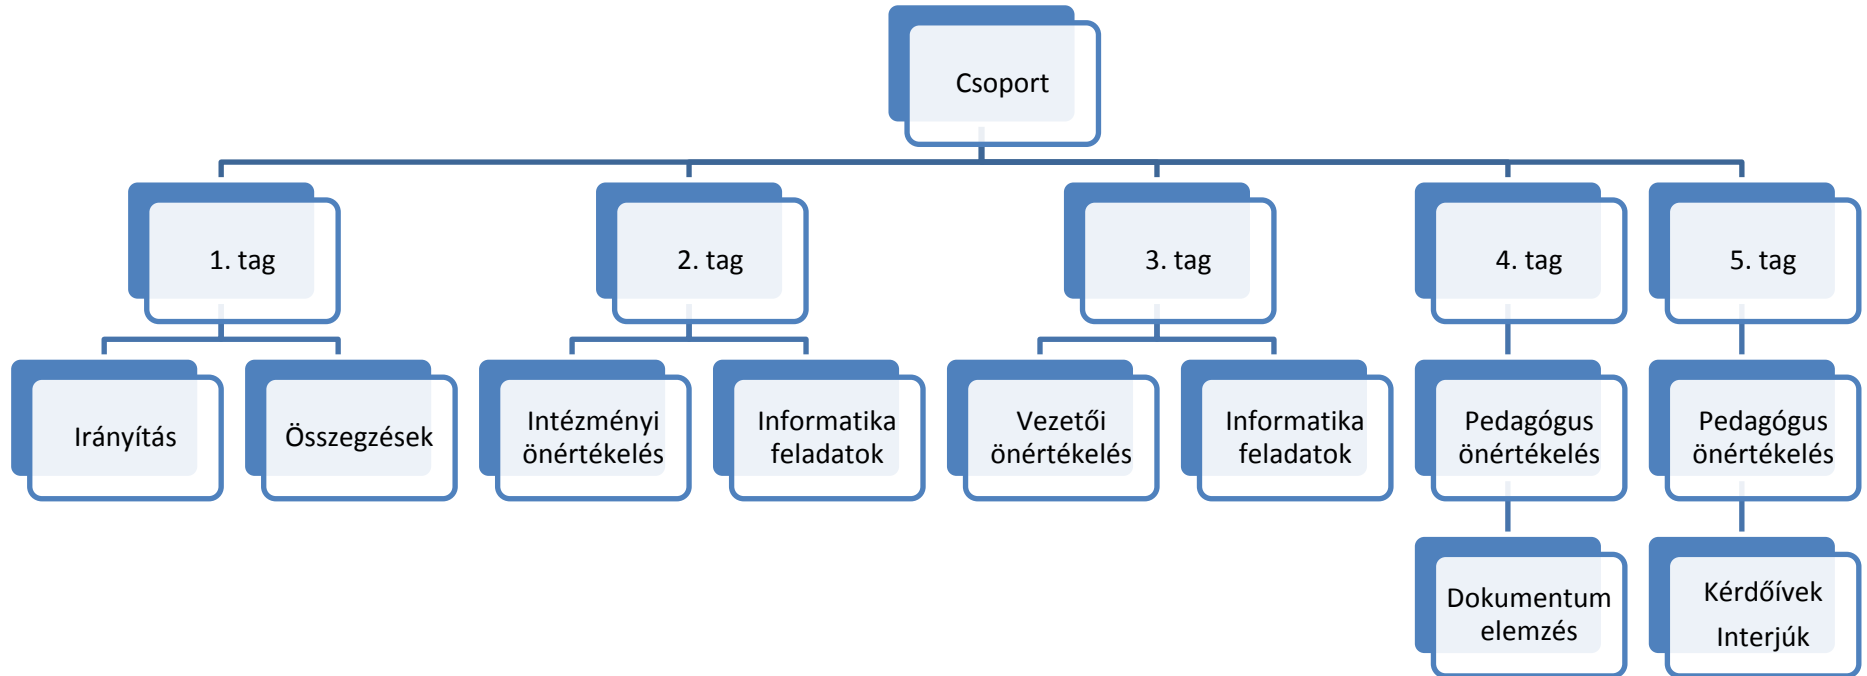 Csoport
1. tag
2. tag
3. tag
4. tag
5. tag
Irányítás
Összegzések
Intézményi
önértékelés
Informatika
feladatok
Vezetői
önértékelés
Informatika
feladatok
Pedagógus
önértékelés
Pedagógus
önértékelés
Dokumentum
elemzés
Kérdőívek
Interjúk